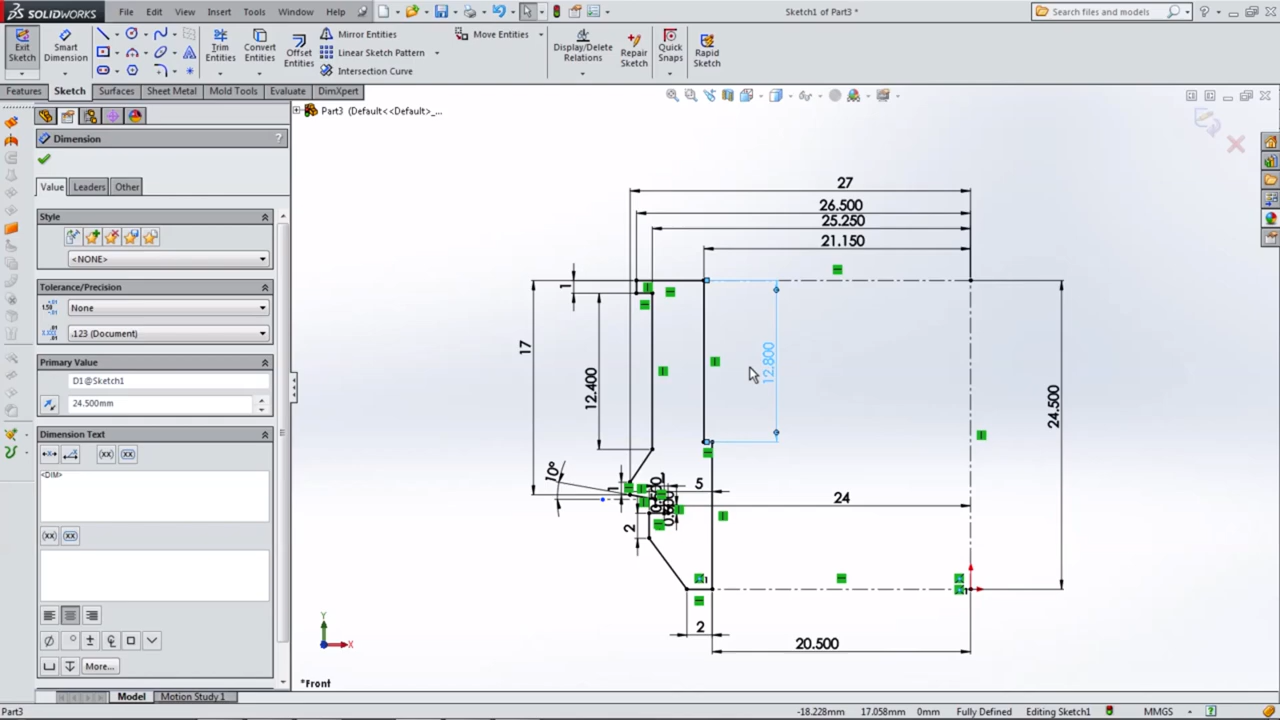 SOLIDWORKS File Edit View Insert Tools Window Help Sketch1 of Part3 * Search files and models
Exit Sketch
Smart Dimension
Trim Entities
Convert Entities
Offset Entities
Mirror Entities
Linear Sketch Pattern
Intersection Curve
Move Entities
Display/Delete Relations
Repair Sketch
Quick Snaps
Rapid Sketch
Features Sketch Surfaces Sheet Metal Mold Tools Evaluate DimXpert
Part3 (Default<<Default>_...
Dimension ?
Value Leaders Other
Style
<NONE>
Tolerance/Precision
None
.123 (Document)
Primary Value
D1@Sketch1
24.500mm
Dimension Text
<DIM>
More...
27
26.500
25.250
21.150
1
17
12.400
12.800
24.500
10°
1
5
24
2
2
20.500
Y
X
*Front
Model Motion Study 1
Part3 -18.228mm 17.058mm 0mm Fully Defined Editing Sketch1 MMGS